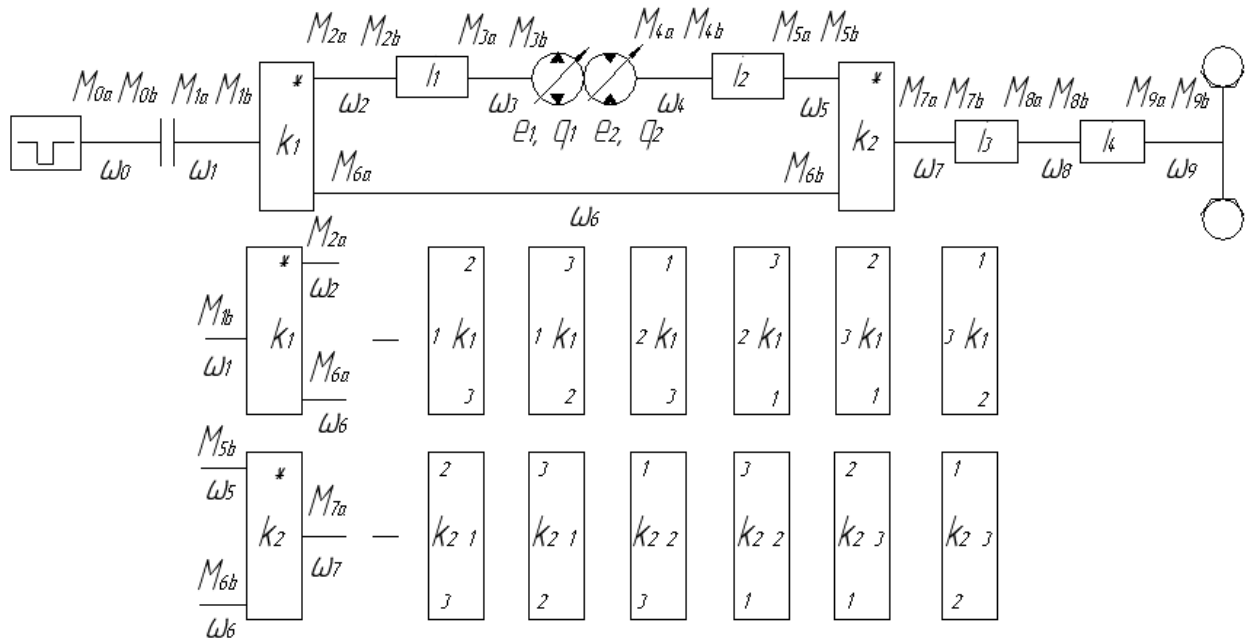 M2a M2b M3a M3b M4a M4b M5a M5b
M0a M0b M1a M1b * I1 I2 * M7a M7b M8a M8b M9a M9b
ω2 ω3 ω4 ω5
k1 e1, q1 e2, q2 k2 I3 I4
ω0 ω1 M6a M6b ω7 ω8 ω9
ω6
M2a
* 2 3 1 3 2 1
ω2
M1b k1 1 k1 1 k1 2 k1 2 k1 3 k1 3 k1
ω1 M6a
3 2 3 1 1 2
ω6
M5b
* 2 3 1 3 2 1
ω5 M7a
k2 k2 1 k2 1 k2 2 k2 2 k2 3 k2 3
M6b ω7
3 2 3 1 1 2
ω6